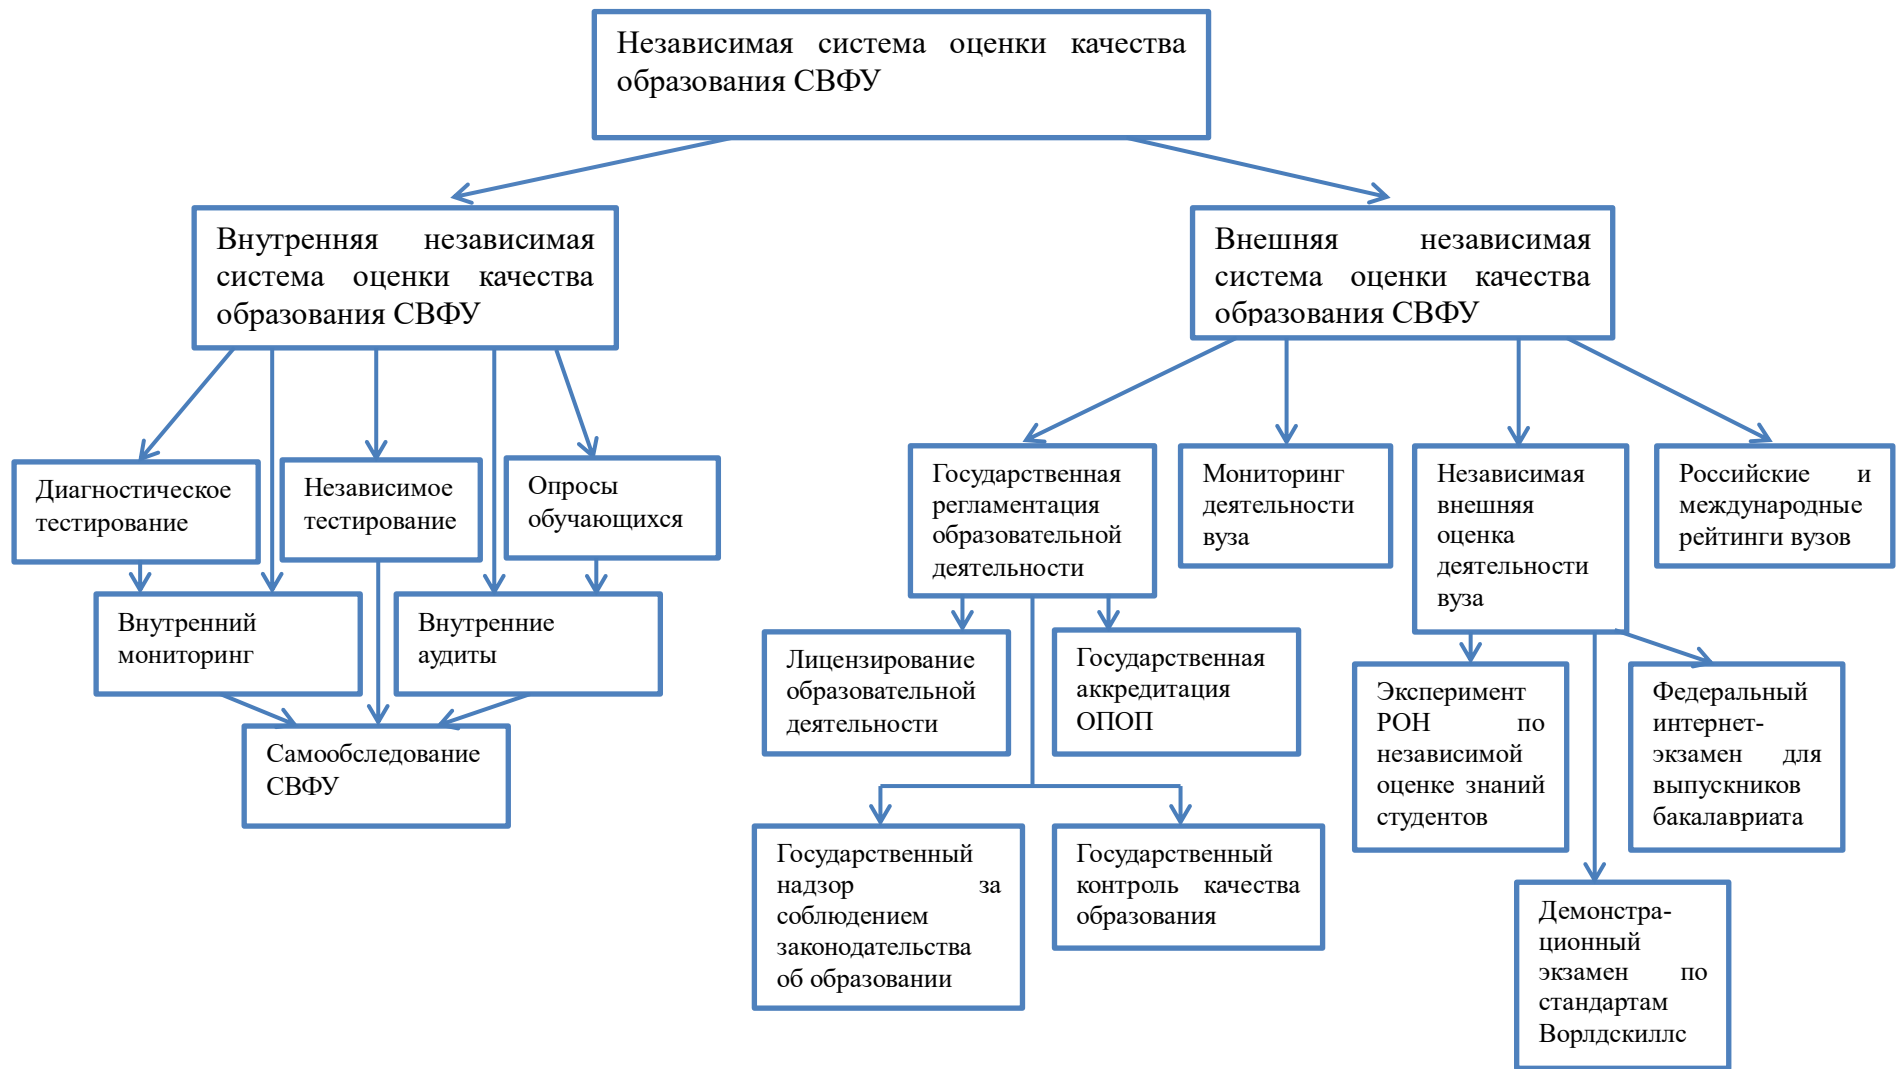 Независимая система оценки качества
образования СВФУ
Внутренняя независимая
система оценки качества
образования СВФУ
Внешняя независимая
система оценки качества
образования СВФУ
Диагностическое
тестирование
Независимое
тестирование
Опросы
обучающихся
Внутренний
мониторинг
Внутренние
аудиты
Самообследование
СВФУ
Государственная
регламентация
образовательной
деятельности
Мониторинг
деятельности
вуза
Независимая
внешняя
оценка
деятельности
вуза
Российские и
международные
рейтинги вузов
Лицензирование
образовательной
деятельности
Государственная
аккредитация
ОПОП
Эксперимент
РОН по
независимой
оценке знаний
студентов
Федеральный
интернет-
экзамен для
выпускников
бакалавриата
Государственный
надзор за
соблюдением
законодательства
об образовании
Государственный
контроль качества
образования
Демонстра-
ционный
экзамен по
стандартам
Ворлдскиллс